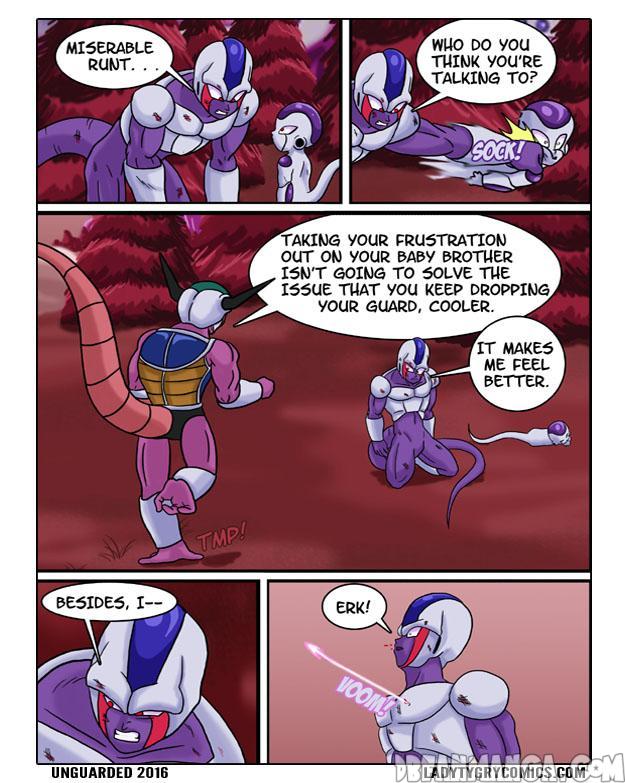 MISERABLE
RUNT. . .
WHO DO YOU
THINK YOU'RE
TALKING TO?
SOCK!
TAKING YOUR FRUSTRATION
OUT ON YOUR BABY BROTHER
ISN'T GOING TO SOLVE THE
ISSUE THAT YOU KEEP DROPPING
YOUR GUARD, COOLER.
IT MAKES
ME FEEL
BETTER.
TMP!
BESIDES, I--
ERK!
VOOM!
UNGUARDED 2016
LADYTYGRYCOMICS.COM
DBFANMANGA.COM